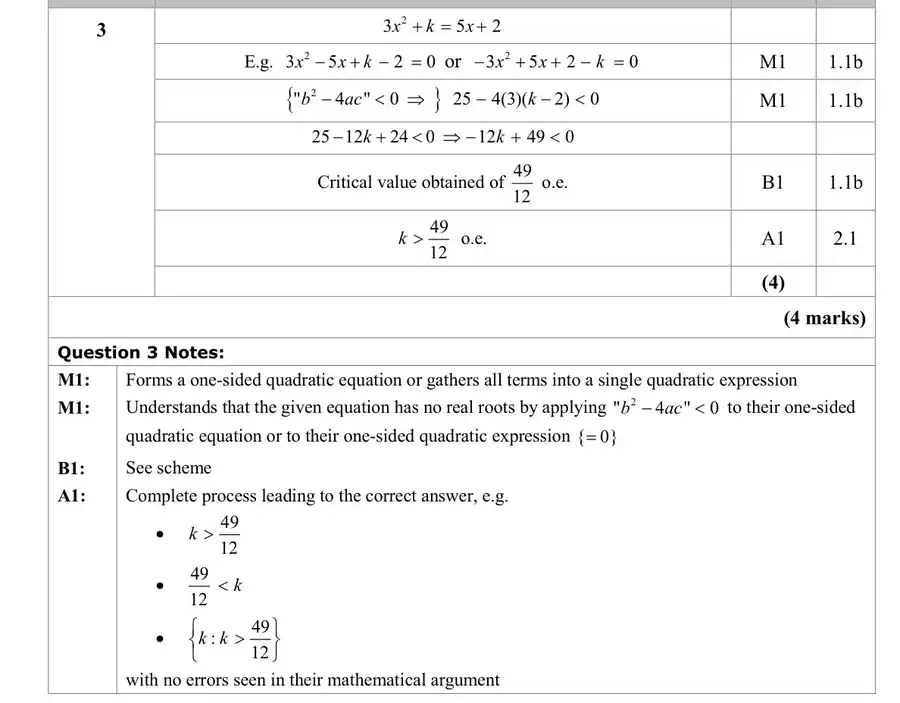 3 3x² + k = 5x + 2
E.g. 3x² – 5x + k – 2 = 0 or –3x² + 5x + 2 – k = 0 M1 1.1b
{"b² – 4ac" < 0 ⇒ } 25 – 4(3)(k – 2) < 0 M1 1.1b
25 – 12k + 24 < 0 ⇒ –12k + 49 < 0
Critical value obtained of 49/12 o.e. B1 1.1b
k > 49/12 o.e. A1 2.1
(4)
(4 marks)
Question 3 Notes:
M1: Forms a one-sided quadratic equation or gathers all terms into a single quadratic expression
M1: Understands that the given equation has no real roots by applying "b² – 4ac" < 0 to their one-sided
quadratic equation or to their one-sided quadratic expression {= 0}
B1: See scheme
A1: Complete process leading to the correct answer, e.g.
• k > 49/12
• 49/12 < k
• {k : k > 49/12}
with no errors seen in their mathematical argument